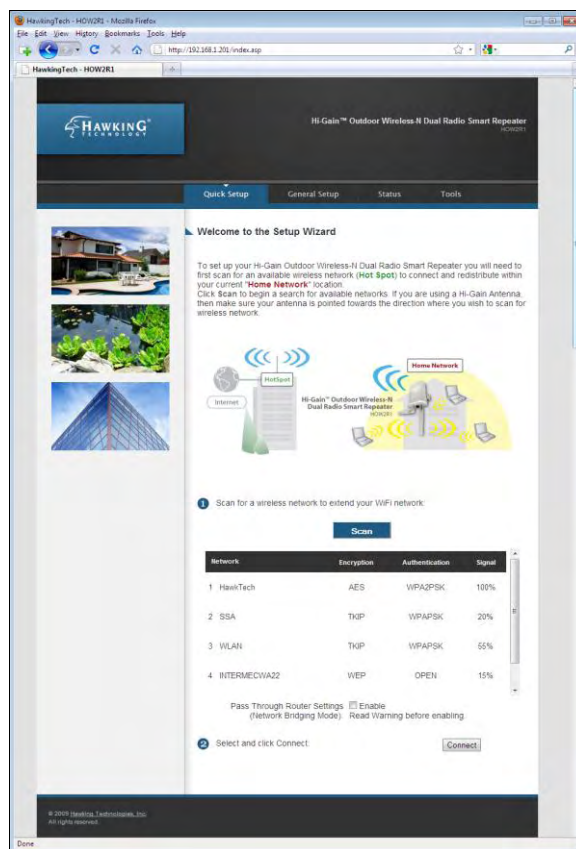 HawkingTech - HOW2R1 - Mozilla Firefox
File Edit View History Bookmarks Tools Help
http://192.168.1.201/index.asp
HawkingTech - HOW2R1
HAWKING®
TECHNOLOGY
Hi-Gain™ Outdoor Wireless-N Dual Radio Smart Repeater
HOW2R1
Quick Setup General Setup Status Tools
Welcome to the Setup Wizard
To set up your Hi-Gain Outdoor Wireless-N Dual Radio Smart Repeater you will need to
first scan for an available wireless network (Hot Spot) to connect and redistribute within
your current "Home Network" location.
Click Scan to begin a search for available networks. If you are using a Hi-Gain Antenna,
then make sure your antenna is pointed towards the direction where you wish to scan for
wireless network.
HotSpot
Internet
Home Network
Hi-Gain™ Outdoor Wireless-N
Dual Radio Smart Repeater
HOW2R1
1 Scan for a wireless network to extend your WiFi network:
Scan
Network Encryption Authentication Signal
1 HawkTech AES WPA2PSK 100%
2 SSA TKIP WPAPSK 20%
3 WLAN TKIP WPAPSK 55%
4 INTERMECWA22 WEP OPEN 15%
Pass Through Router Settings Enable
(Network Bridging Mode) Read Warning before enabling.
2 Select and click Connect: Connect
© 2009 Hawking Technologies, Inc.
All rights reserved.
Done